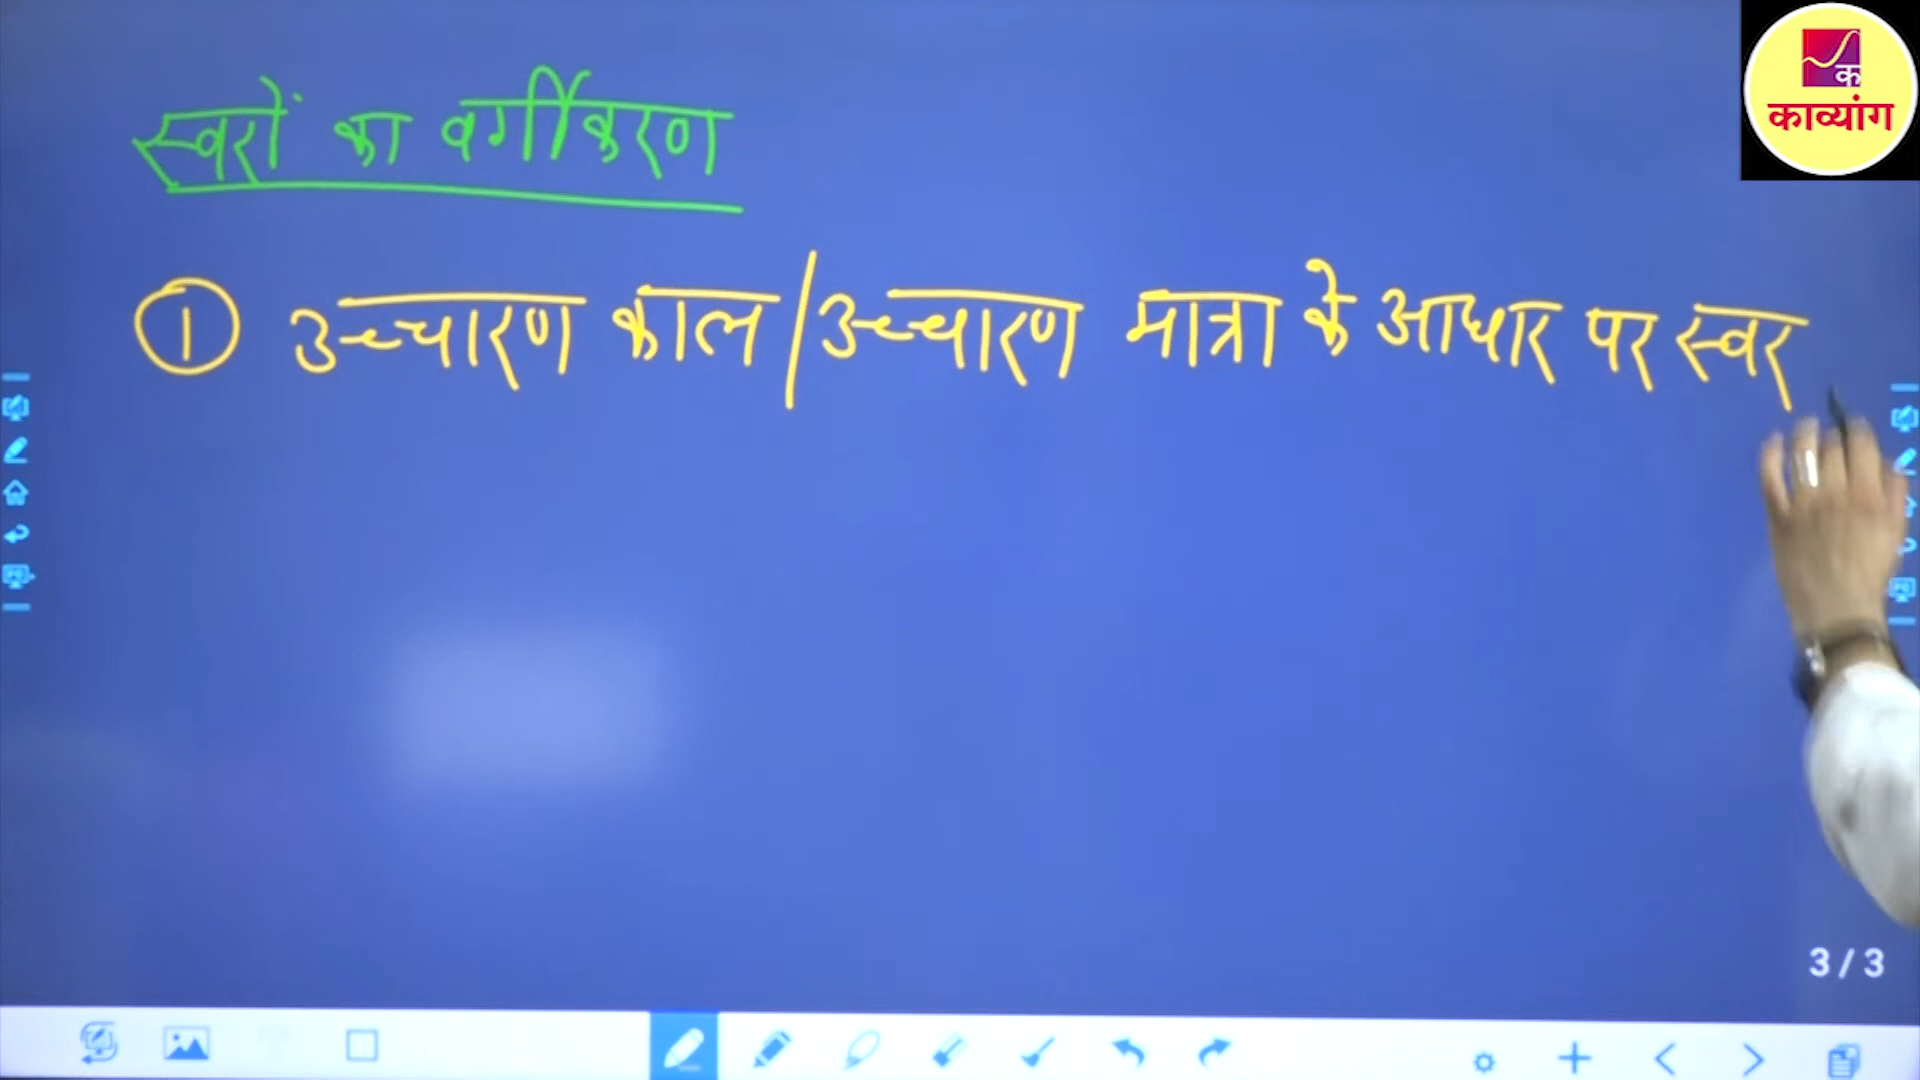 क
काव्यांग
स्वरों का वर्गीकरण
1 उच्चारण काल/उच्चारण मात्रा के आधार पर स्वर
3 / 3